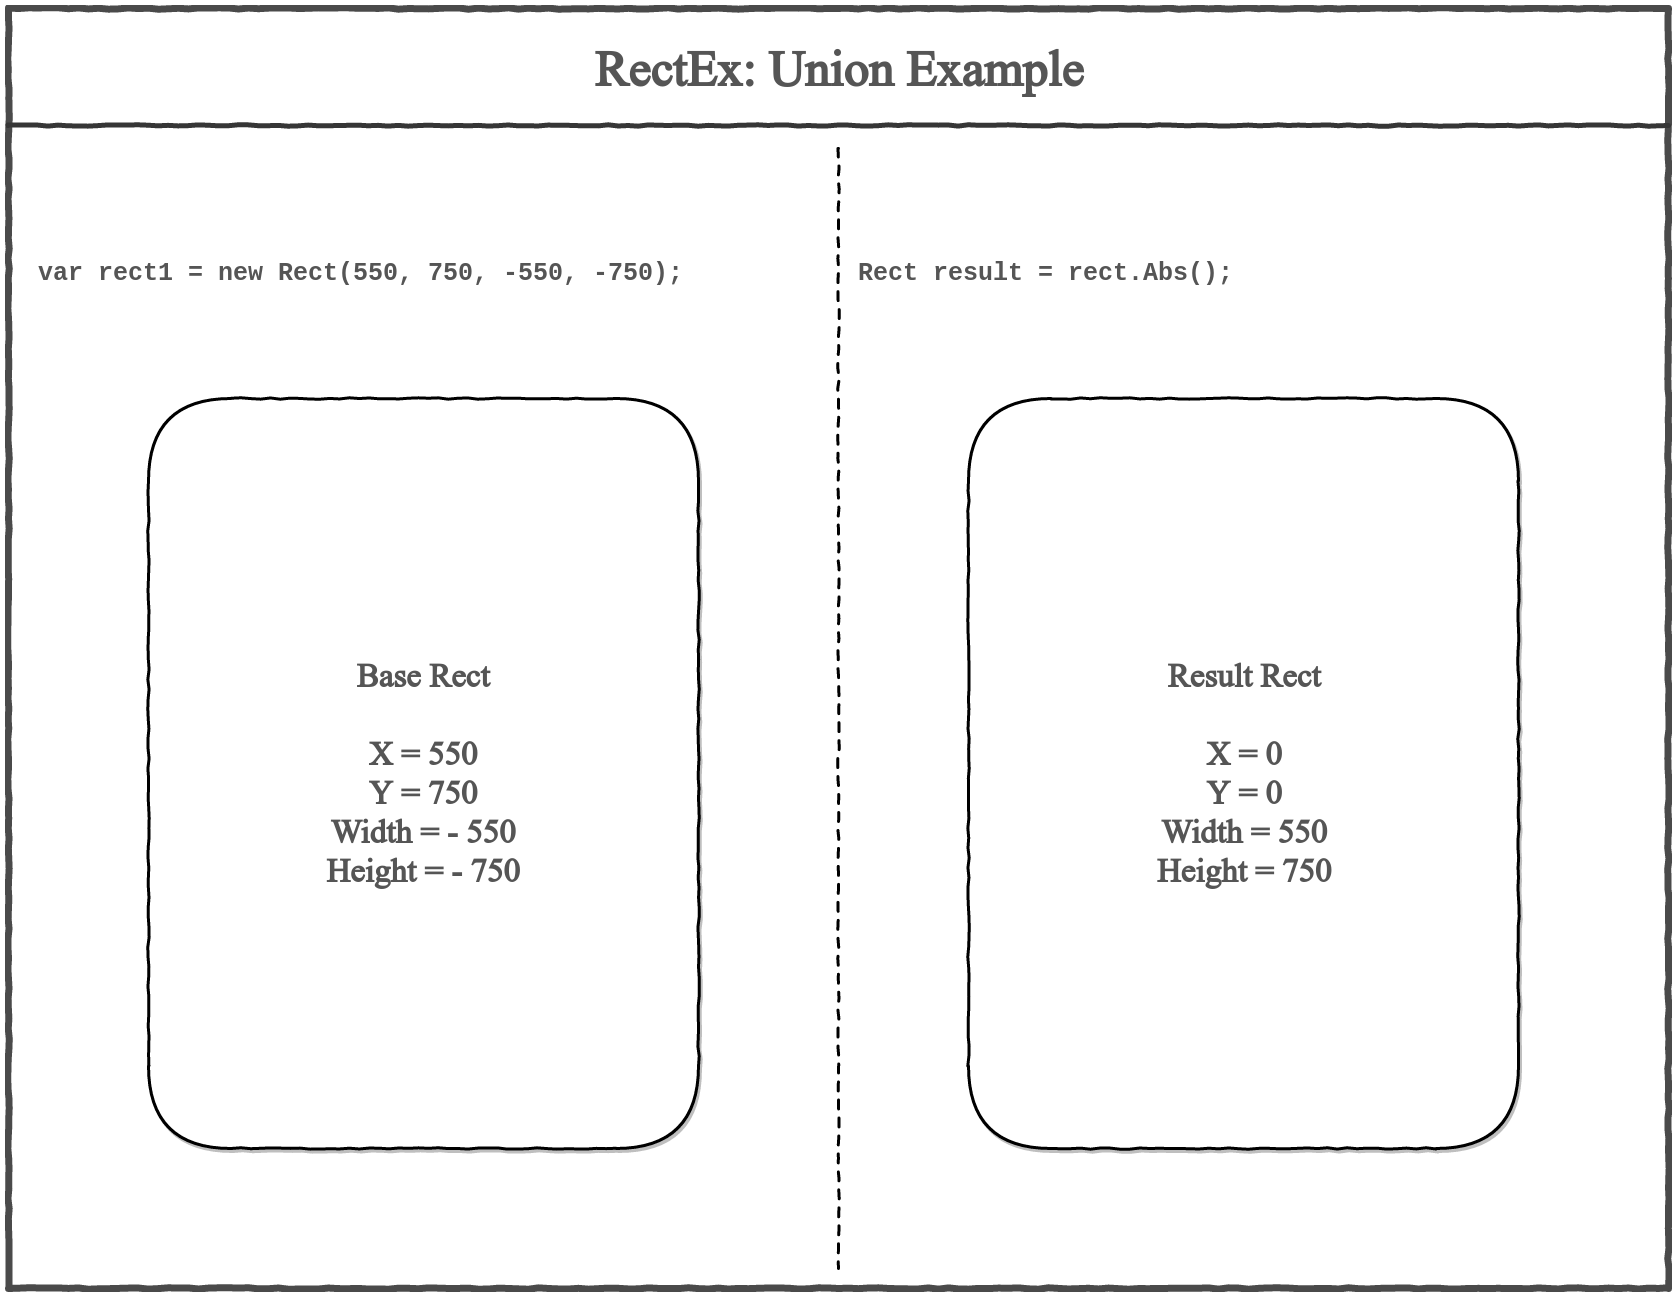 RectEx: Union Example
var rect1 = new Rect(550, 750, -550, -750);
Base Rect
X = 550
Y = 750
Width = - 550
Height = - 750
Rect result = rect.Abs();
Result Rect
X = 0
Y = 0
Width = 550
Height = 750